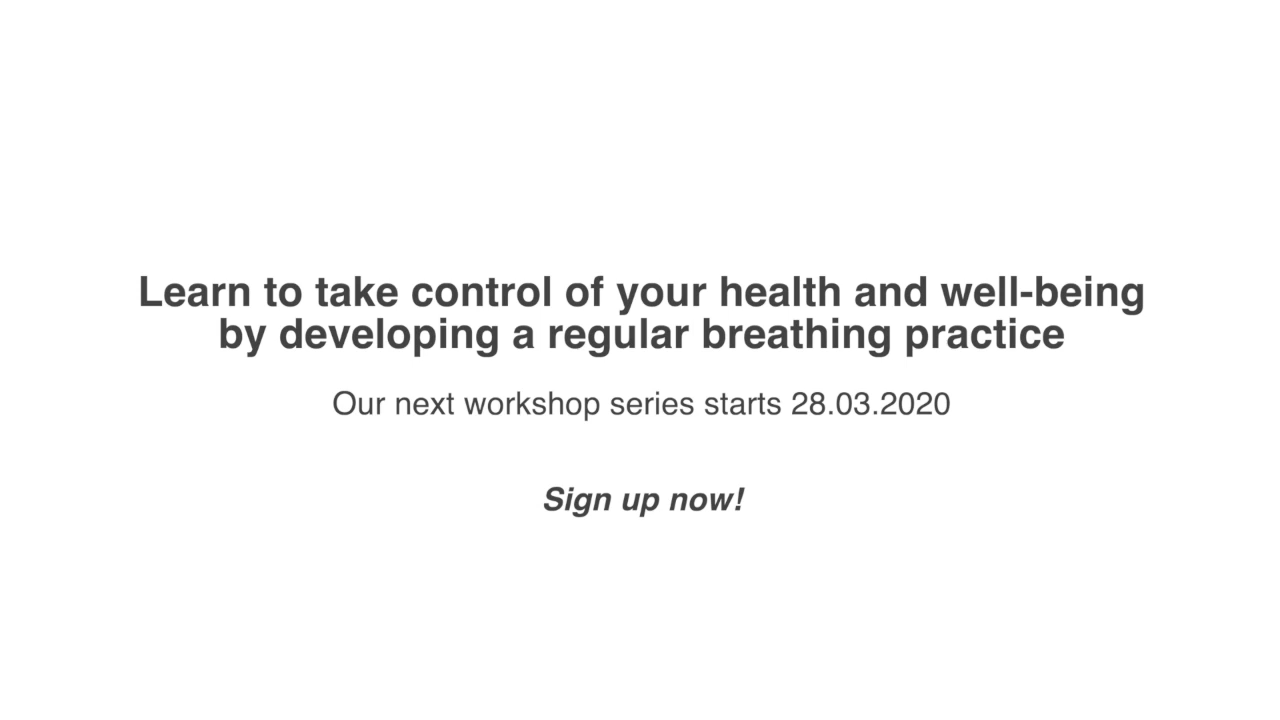 Learn to take control of your health and well-being
by developing a regular breathing practice
Our next workshop series starts 28.03.2020
Sign up now!